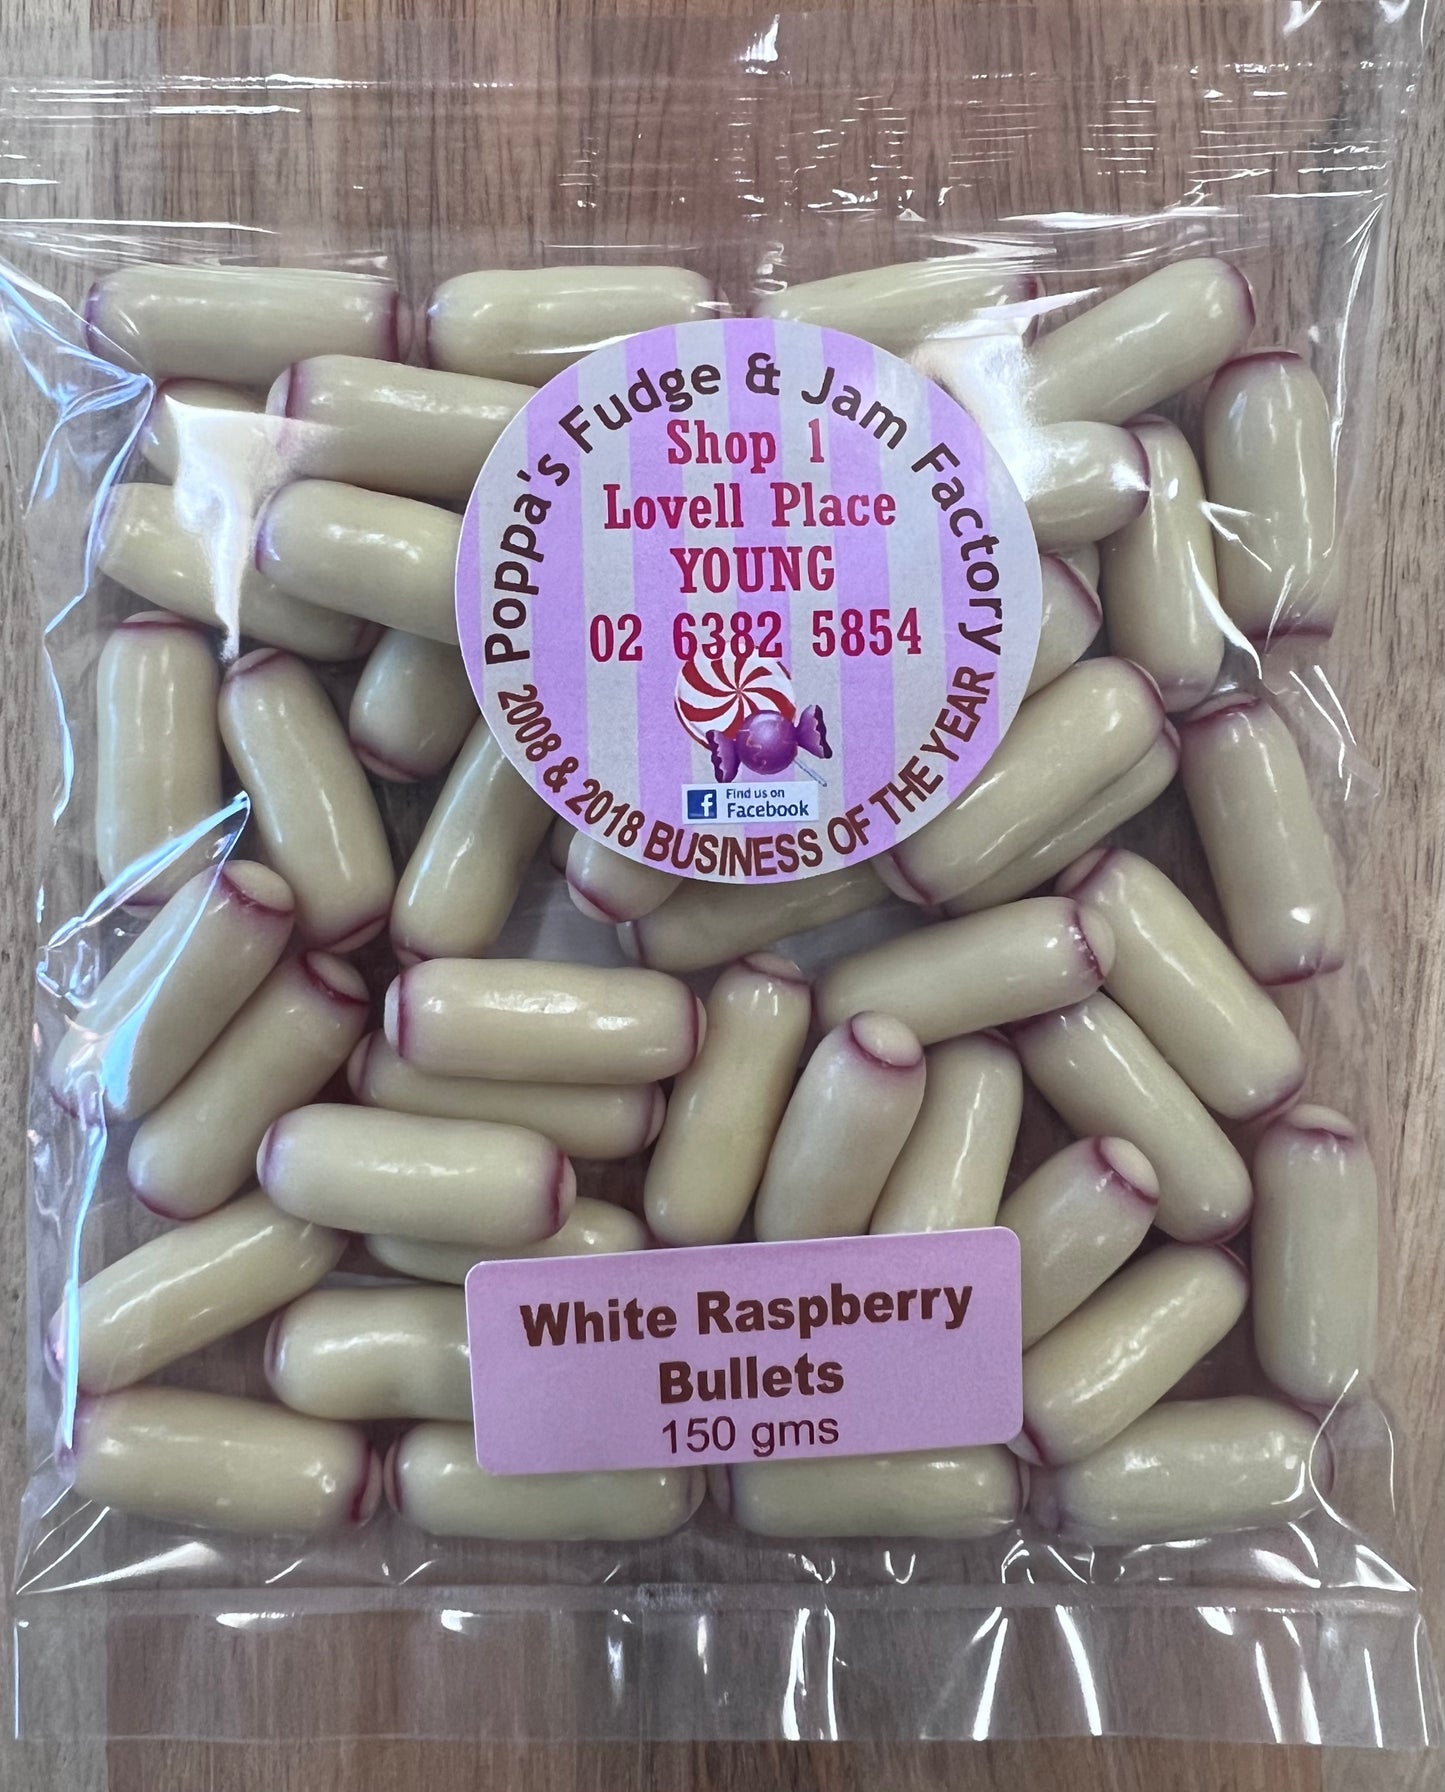 Poppa's Fudge & Jam Factory
Shop 1
Lovell Place
YOUNG
02 6382 5854
f Find us on
Facebook
2008 & 2018 BUSINESS OF THE YEAR
White Raspberry
Bullets
150 gms